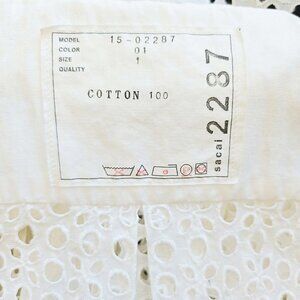 MODEL 15-02287
COLOR 01
SIZE 1
QUALITY
COTTON 100
sacai 2287